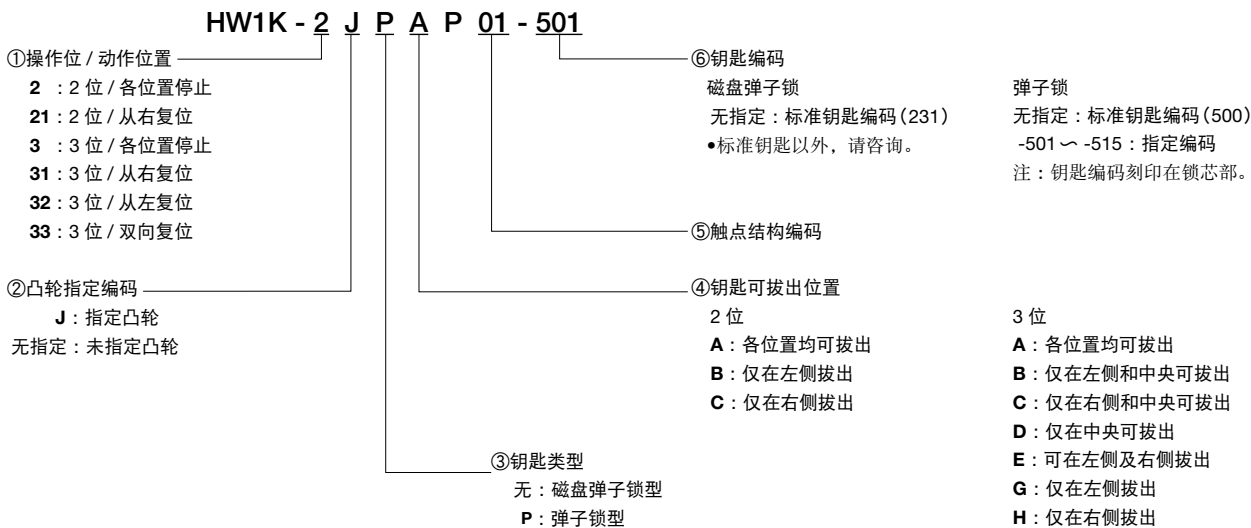 HW1K - 2 J P A P 01 - 501
①操作位 / 动作位置
2 ：2 位 / 各位置停止
21：2 位 / 从右复位
3 ：3 位 / 各位置停止
31：3 位 / 从右复位
32：3 位 / 从左复位
33：3 位 / 双向复位
②凸轮指定编码
J：指定凸轮
无指定：未指定凸轮
③钥匙类型
无：磁盘弹子锁型
P：弹子锁型
④钥匙可拔出位置
2 位
A：各位置均可拔出
B：仅在左侧拔出
C：仅在右侧拔出
3 位
A：各位置均可拔出
B：仅在左侧和中央可拔出
C：仅在右侧和中央可拔出
D：仅在中央可拔出
E：可在左侧及右侧拔出
G：仅在左侧拔出
H：仅在右侧拔出
⑤触点结构编码
⑥钥匙编码
磁盘弹子锁
无指定：标准钥匙编码（231）
•标准钥匙以外，请咨询。
弹子锁
无指定：标准钥匙编码（500）
-501～-515：指定编码
注：钥匙编码刻印在锁芯部。